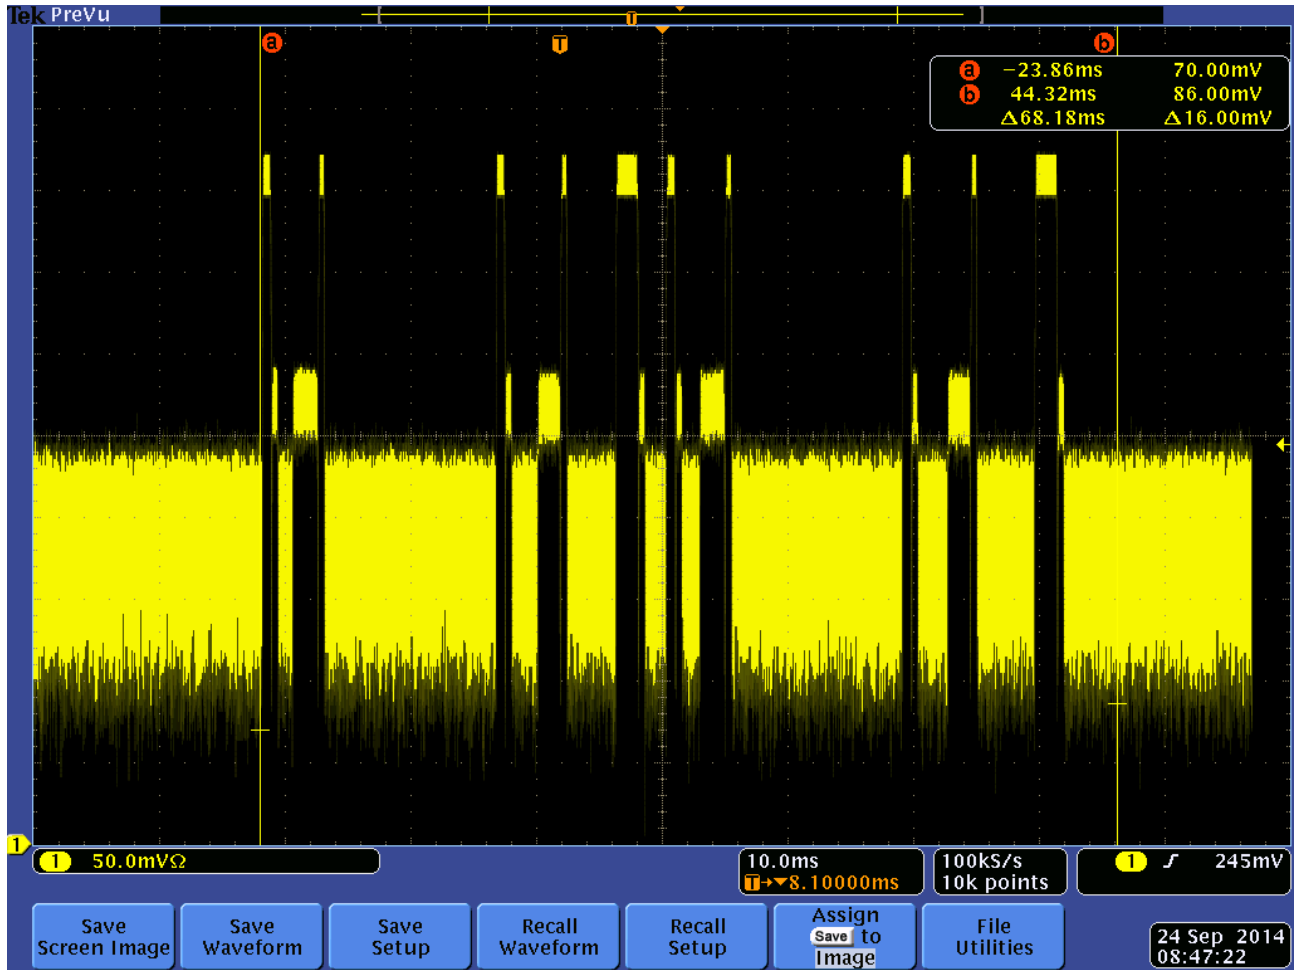 Tek PreVu
T
a
T
b
a −23.86ms 70.00mV
b 44.32ms 86.00mV
Δ68.18ms Δ16.00mV
1
1 50.0mVΩ
10.0ms
T→▼8.10000ms
100kS/s
10k points
1 ʃ 245mV
Save
Screen Image
Save
Waveform
Save
Setup
Recall
Waveform
Recall
Setup
Assign
Save to
Image
File
Utilities
24 Sep 2014
08:47:22